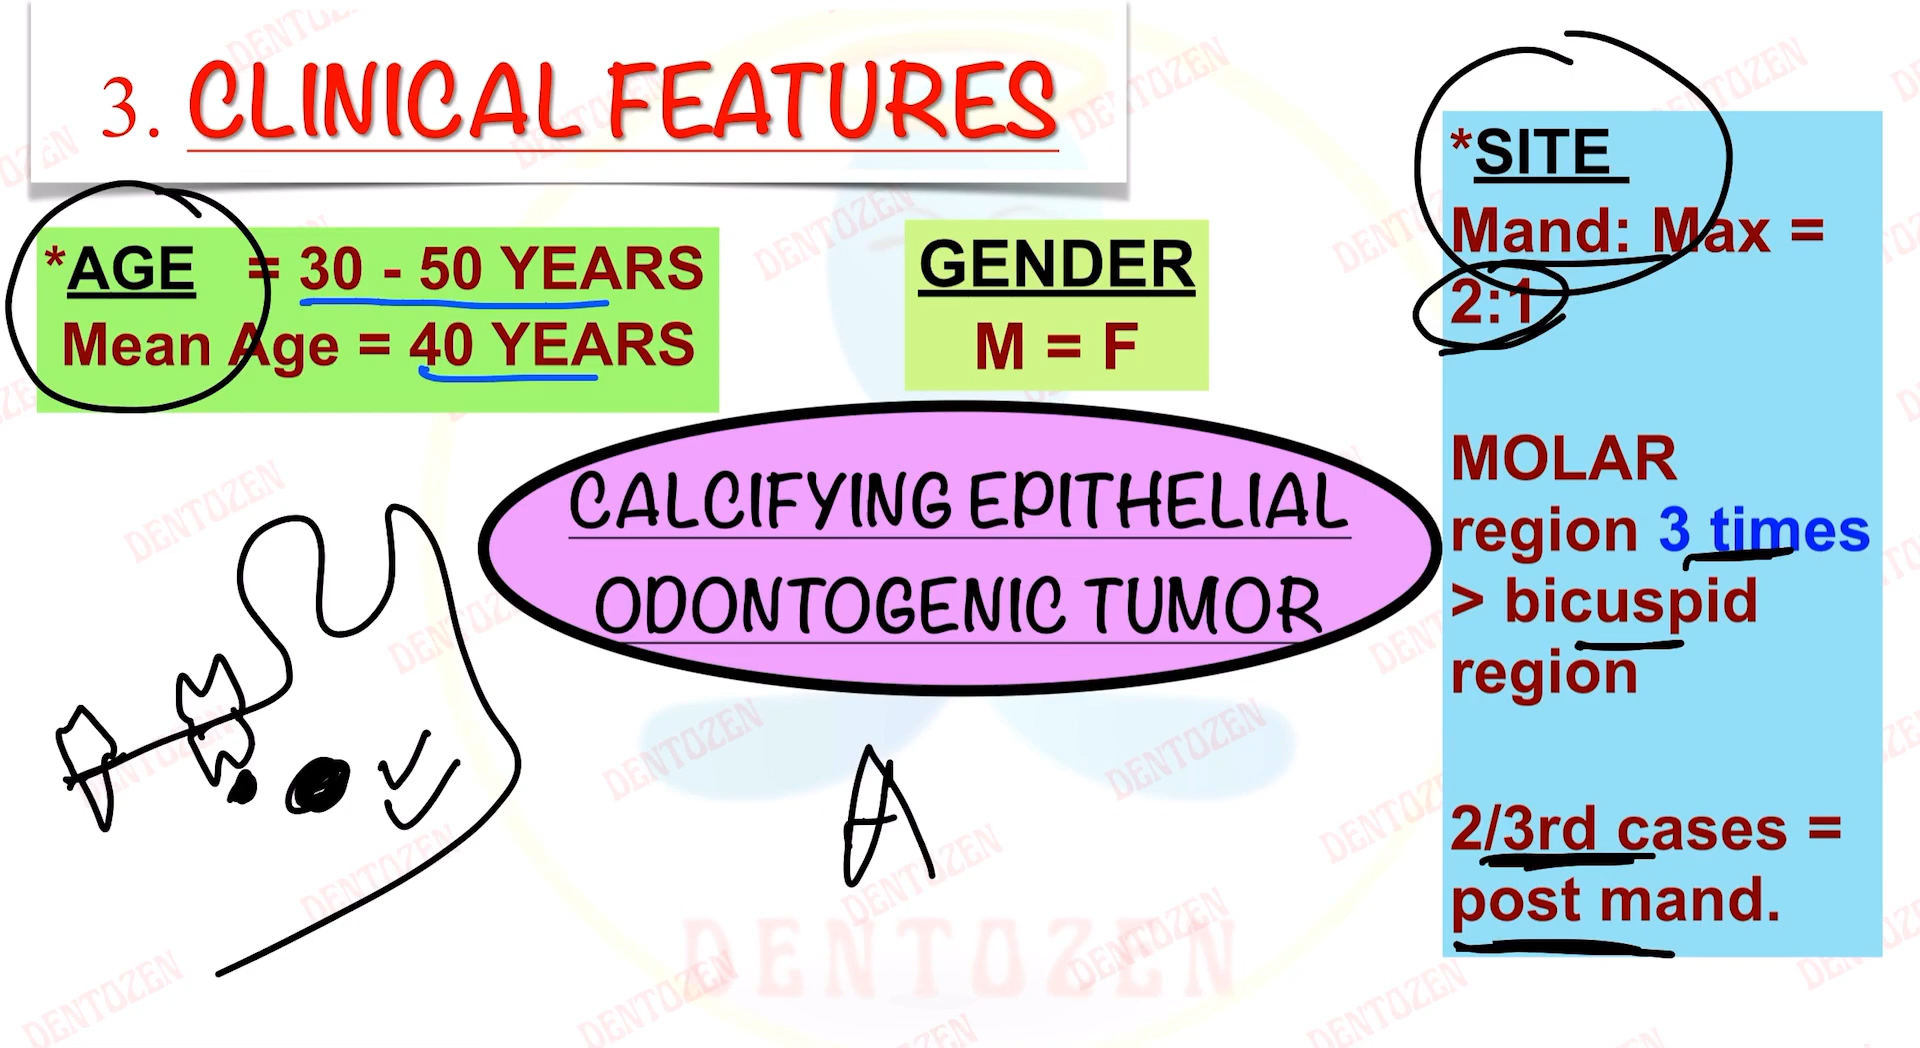 3. CLINICAL FEATURES
*AGE = 30 - 50 YEARS
Mean Age = 40 YEARS
GENDER
M = F
*SITE
Mand: Max =
2:1
MOLAR
region 3 times
> bicuspid
region
2/3rd cases =
post mand.
CALCIFYING EPITHELIAL
ODONTOGENIC TUMOR
A
DENTOZEN